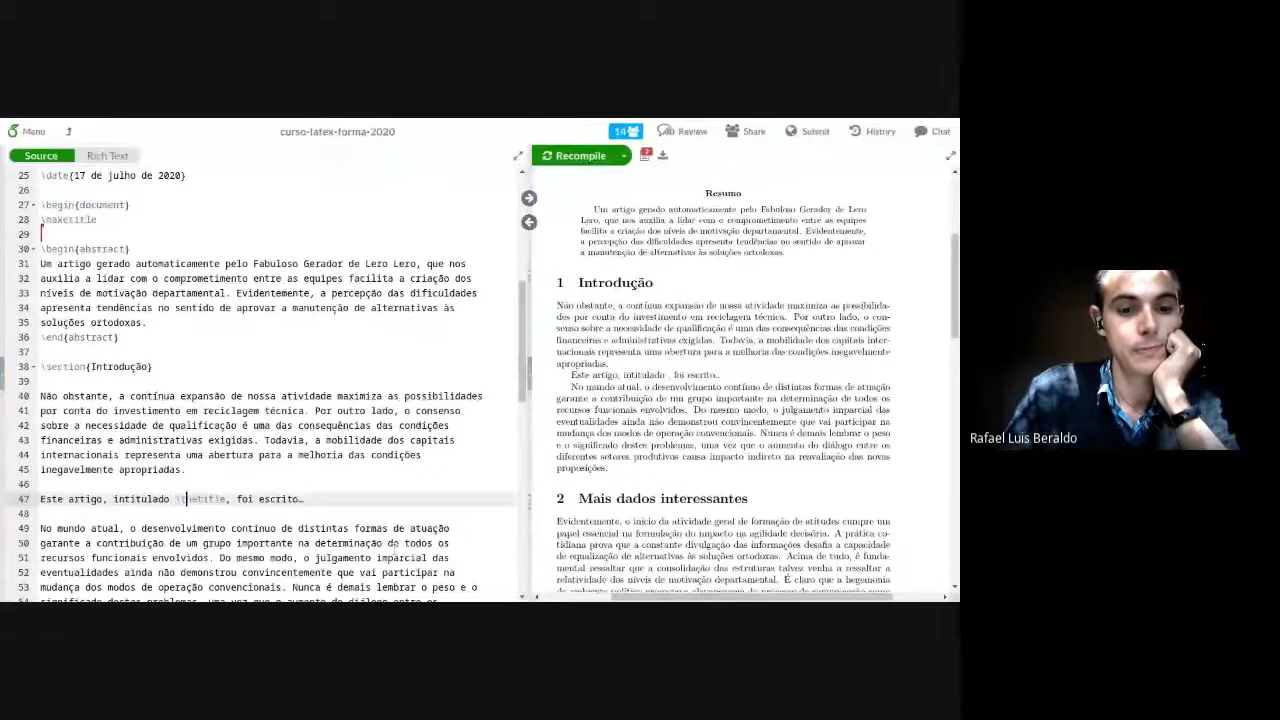 Menu
curso-latex-forma-2020
14
Review
Share
Submit
History
Chat
Source
Rich Text
Recompile
25 \date{17 de julho de 2020}
26
27 \begin{document}
28 \maketitle
29
30 \begin{abstract}
31 Um artigo gerado automaticamente pelo Fabuloso Gerador de Lero Lero, que nos
32 auxilia a lidar com o comprometimento entre as equipes facilita a criação dos
33 níveis de motivação departamental. Evidentemente, a percepção das dificuldades
34 apresenta tendências no sentido de aprovar a manutenção de alternativas às
35 soluções ortodoxas.
36 \end{abstract}
37
38 \section{Introdução}
39
40 Não obstante, a contínua expansão de nossa atividade maximiza as possibilidades
41 por conta do investimento em reciclagem técnica. Por outro lado, o consenso
42 sobre a necessidade de qualificação é uma das consequências das condições
43 financeiras e administrativas exigidas. Todavia, a mobilidade dos capitais
44 internacionais representa uma abertura para a melhoria das condições
45 inegavelmente apropriadas.
46
47 Este artigo, intitulado \thetitle, foi escrito…
48
49 No mundo atual, o desenvolvimento contínuo de distintas formas de atuação
50 garante a contribuição de um grupo importante na determinação de todos os
51 recursos funcionais envolvidos. Do mesmo modo, o julgamento imparcial das
52 eventualidades ainda não demonstrou convincentemente que vai participar na
53 mudança dos modos de operação convencionais. Nunca é demais lembrar o peso e o
Resumo
Um artigo gerado automaticamente pelo Fabuloso Gerador de Lero
Lero, que nos auxilia a lidar com o comprometimento entre as equipes
facilita a criação dos níveis de motivação departamental. Evidentemente,
a percepção das dificuldades apresenta tendências no sentido de aprovar
a manutenção de alternativas às soluções ortodoxas.
1 Introdução
Não obstante, a contínua expansão de nossa atividade maximiza as possibilida-
des por conta do investimento em reciclagem técnica. Por outro lado, o con-
senso sobre a necessidade de qualificação é uma das consequências das condições
financeiras e administrativas exigidas. Todavia, a mobilidade dos capitais inter-
nacionais representa uma abertura para a melhoria das condições inegavelmente
apropriadas.
Este artigo, intitulado , foi escrito…
No mundo atual, o desenvolvimento contínuo de distintas formas de atuação
garante a contribuição de um grupo importante na determinação de todos os
recursos funcionais envolvidos. Do mesmo modo, o julgamento imparcial das
eventualidades ainda não demonstrou convincentemente que vai participar na
mudança dos modos de operação convencionais. Nunca é demais lembrar o peso
e o significado destes problemas, uma vez que o aumento do diálogo entre os
diferentes setores produtivos causa impacto indireto na reavaliação das novas
proposições.
2 Mais dados interessantes
Evidentemente, o início da atividade geral de formação de atitudes cumpre um
papel essencial na formulação do impacto na agilidade decisória. A prática co-
tidiana prova que a constante divulgação das informações desafia a capacidade
de equalização de alternativas às soluções ortodoxas. Acima de tudo, é funda-
mental ressaltar que a consolidação das estruturas talvez venha a ressaltar a
relatividade dos níveis de motivação departamental. É claro que a hegemonia
Rafael Luis Beraldo